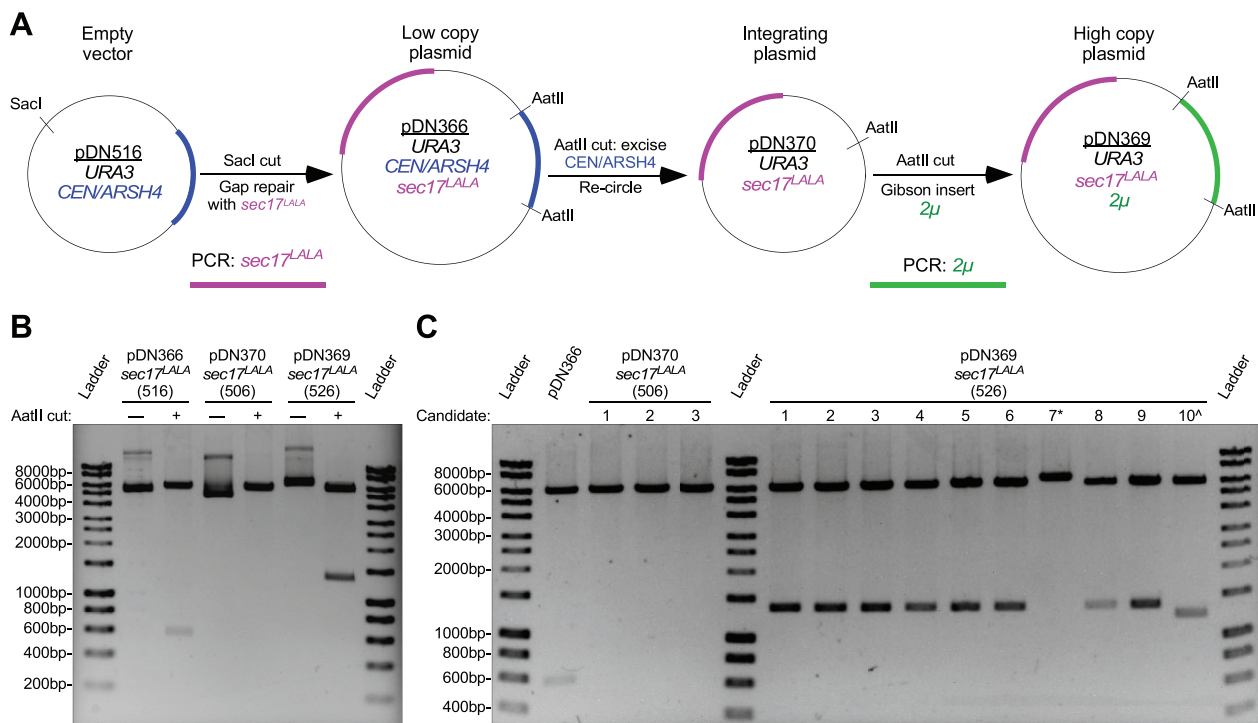 A
Empty
vector
SacI
pDN516
URA3
CEN/ARSH4
SacI cut
Gap repair
with sec17LALA
PCR: sec17LALA
Low copy
plasmid
pDN366
URA3
CEN/ARSH4
sec17LALA
AatII
AatII
AatII cut: excise
CEN/ARSH4
Re-circle
Integrating
plasmid
pDN370
URA3
sec17LALA
AatII
AatII cut
Gibson insert
2µ
PCR: 2µ
High copy
plasmid
pDN369
URA3
sec17LALA
2µ
AatII
AatII
B
Ladder
pDN366
sec17LALA
(516)
pDN370
sec17LALA
(506)
pDN369
sec17LALA
(526)
Ladder
AatII cut: — + — + — +
8000bp-
6000bp-
4000bp-
3000bp-
2000bp-
1000bp-
800bp-
600bp-
400bp-
200bp-
C
Ladder
pDN366
pDN370
sec17LALA
(506)
Ladder
pDN369
sec17LALA
(526)
Ladder
Candidate: 1 2 3 1 2 3 4 5 6 7* 8 9 10^
8000bp-
6000bp-
4000bp-
3000bp-
2000bp-
1000bp-
800bp-
600bp-
400bp-